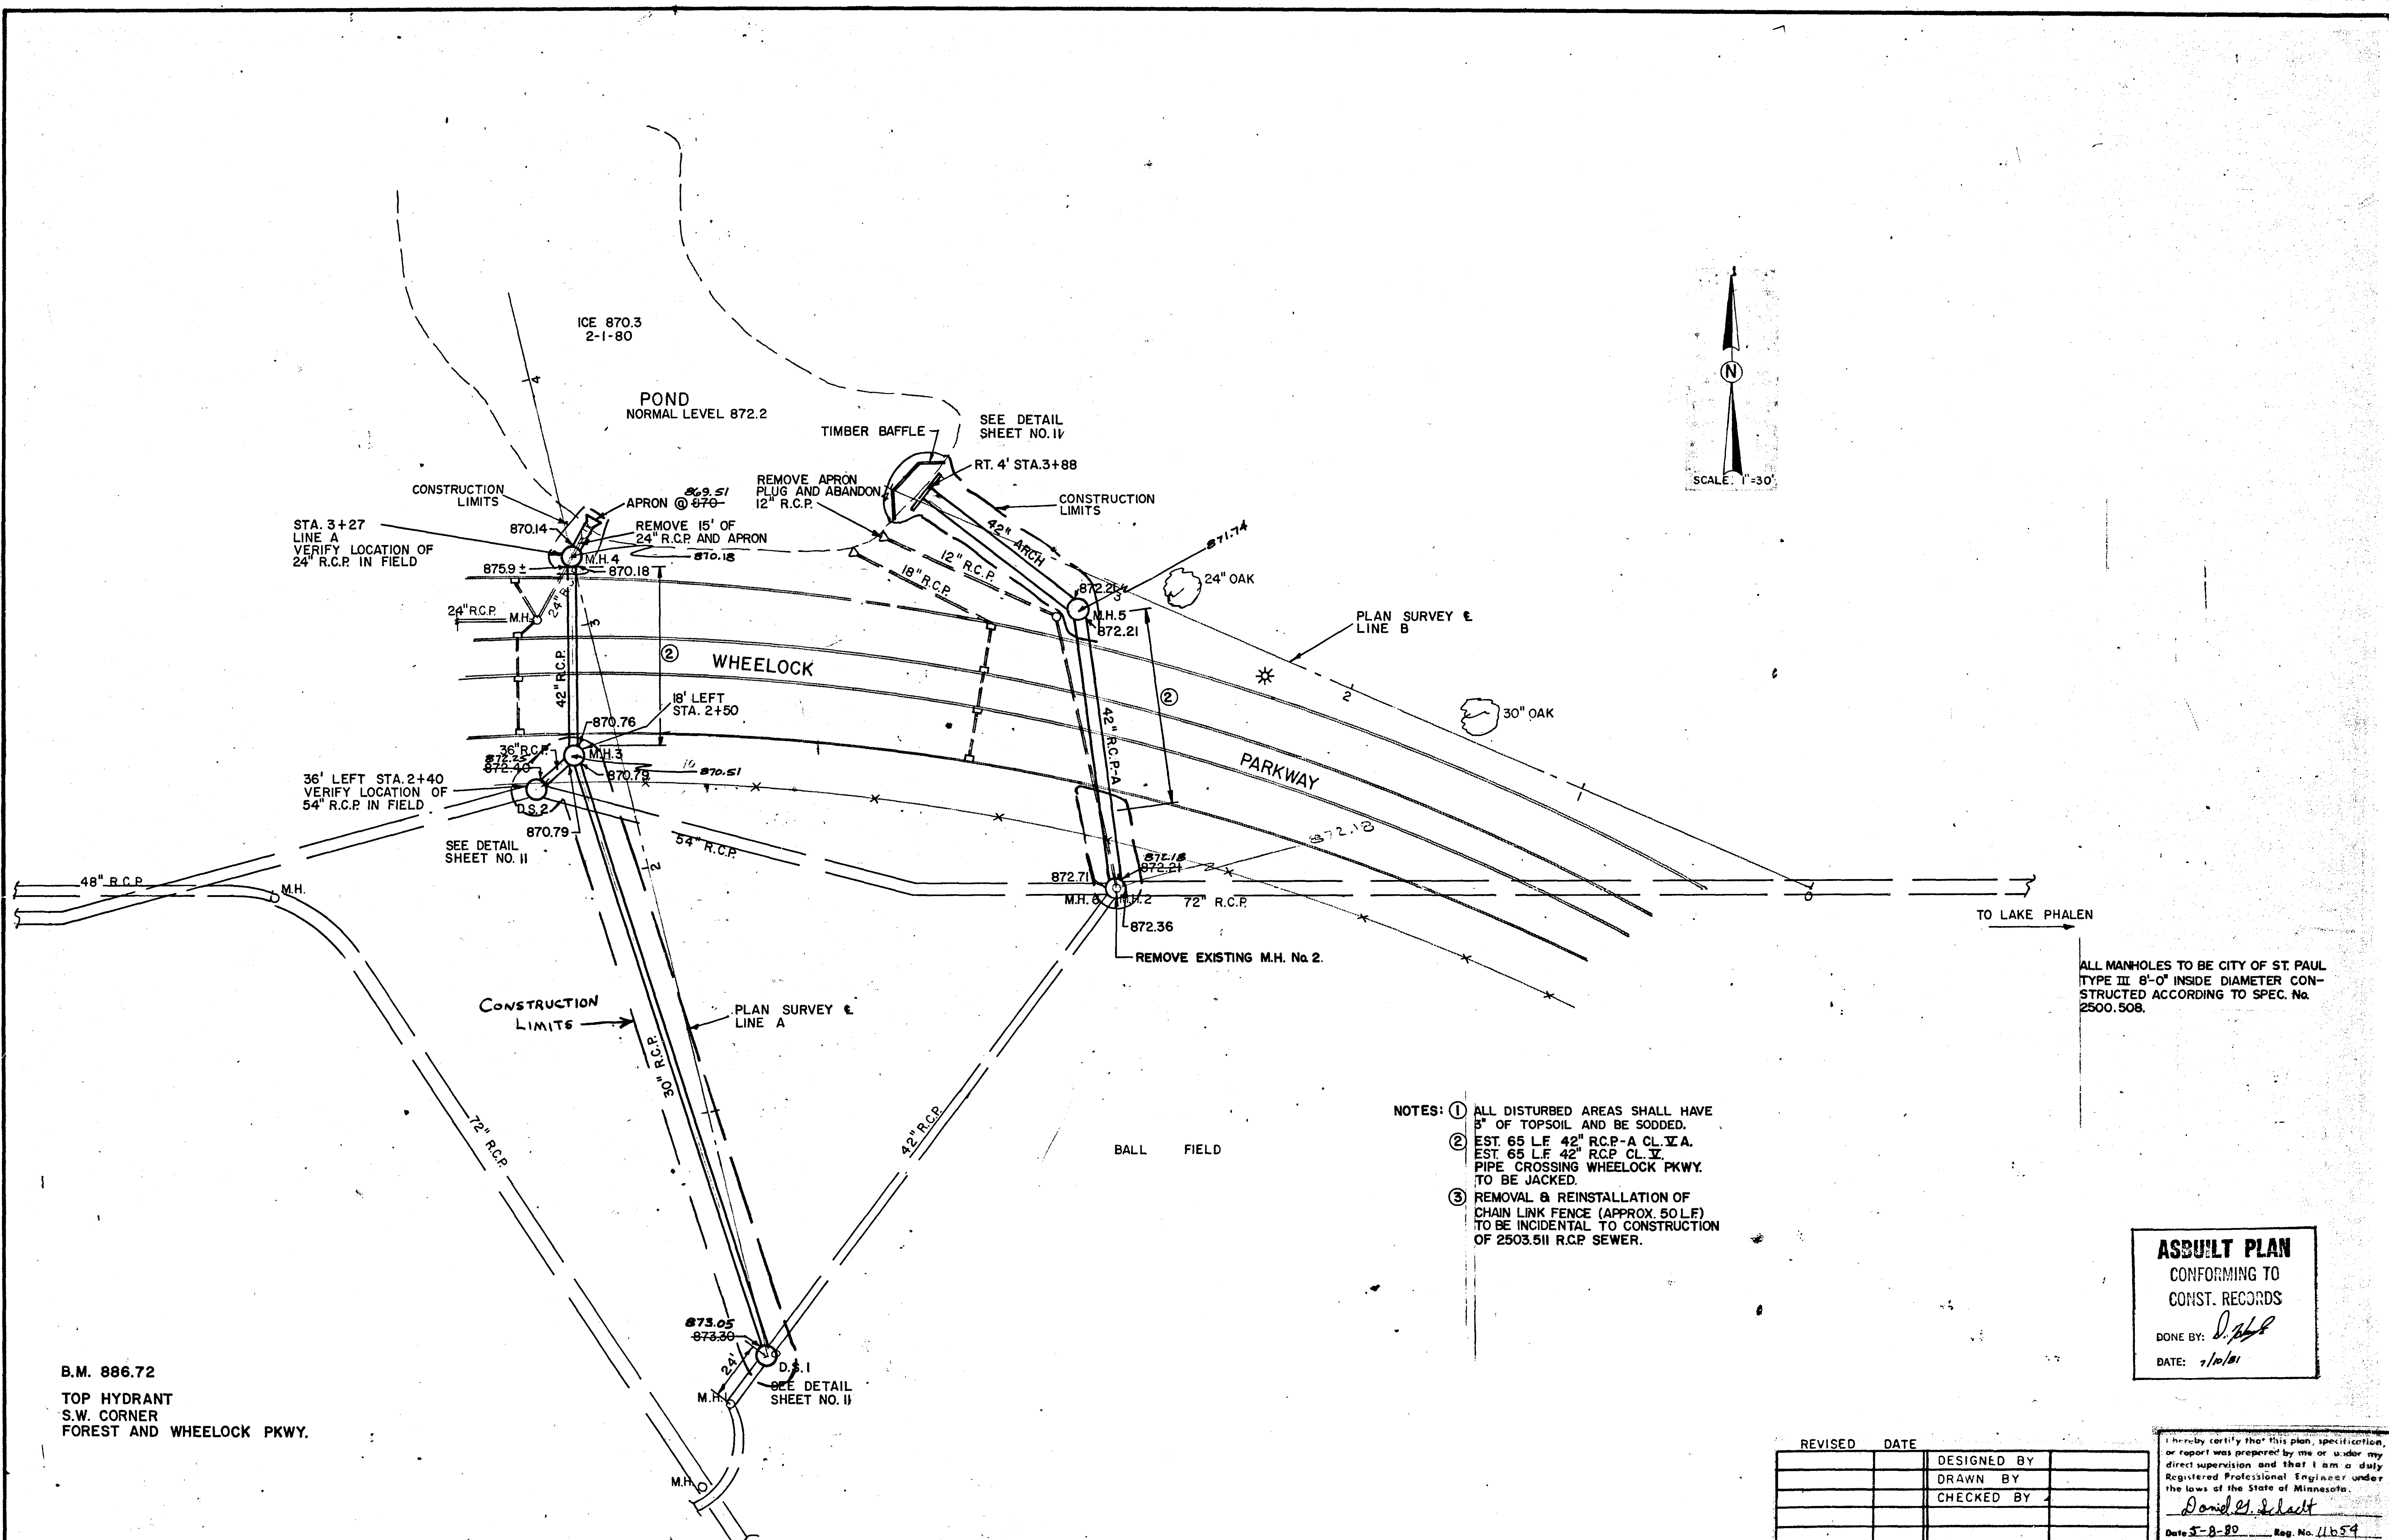 ICE 870.3
2-1-80
POND
NORMAL LEVEL 872.2
TIMBER BAFFLE
SEE DETAIL
SHEET NO. 11
RT. 4' STA.3+88
N
SCALE: 1"=30'
CONSTRUCTION
LIMITS
APRON @ 870
869.51
REMOVE APRON
PLUG AND ABANDON
12" R.C.P.
CONSTRUCTION
LIMITS
STA. 3+27
LINE A
VERIFY LOCATION OF
24" R.C.P. IN FIELD
870.14
REMOVE 15' OF
24" R.C.P. AND APRON
870.18
M.H.4
875.9 ±
870.18
42" ARCH
12" R.C.P.
18" R.C.P.
871.74
24" OAK
872.21
3
M.H.5
872.21
4
24" R.C.P.
M.H.
24" R.
3
PLAN SURVEY ℄
LINE B
WHEELOCK
2
2
42" R.C.P.
18' LEFT
STA. 2+50
870.76
42" R.C.P-A
2
30" OAK
36" R.C.P.
M.H.3
872.25
872.40
870.79
870.51
PARKWAY
1
36' LEFT STA.2+40
VERIFY LOCATION OF
54" R.C.P. IN FIELD
D.S.2
870.79
SEE DETAIL
SHEET NO. 11
54" R.C.P.
2
872.18
872.18
872.21
872.71
48" R.C.P.
M.H.
M.H. 6
M.H.2
72" R.C.P.
0
872.36
REMOVE EXISTING M.H. No. 2.
TO LAKE PHALEN
ALL MANHOLES TO BE CITY OF ST. PAUL
TYPE III 8'-0" INSIDE DIAMETER CON-
STRUCTED ACCORDING TO SPEC. No.
2500.508.
CONSTRUCTION
LIMITS
PLAN SURVEY ℄
LINE A
30" R.C.P.
1
72" R.C.P.
42" R.C.P.
BALL FIELD
NOTES: 1 ALL DISTURBED AREAS SHALL HAVE
3" OF TOPSOIL AND BE SODDED.
2 EST. 65 L.F. 42" R.C.P-A CL. V A.
EST. 65 L.F. 42" R.C.P CL. V.
PIPE CROSSING WHEELOCK PKWY.
TO BE JACKED.
3 REMOVAL & REINSTALLATION OF
CHAIN LINK FENCE (APPROX. 50 L.F.)
TO BE INCIDENTAL TO CONSTRUCTION
OF 2503.511 R.C.P. SEWER.
873.05
873.30
24'
D.S.1
SEE DETAIL
SHEET NO. 11
M.H.1
M.H.
B.M. 886.72
TOP HYDRANT
S.W. CORNER
FOREST AND WHEELOCK PKWY.
ASBUILT PLAN
CONFORMING TO
CONST. RECORDS
DONE BY:
DATE: 7/10/81
REVISED DATE
DESIGNED BY
DRAWN BY
CHECKED BY
I hereby certify that this plan, specification,
or report was prepared by me or under my
direct supervision and that I am a duly
Registered Professional Engineer under
the laws of the State of Minnesota.
Daniel G. Schacht
Date 5-8-80 Reg. No. 11654